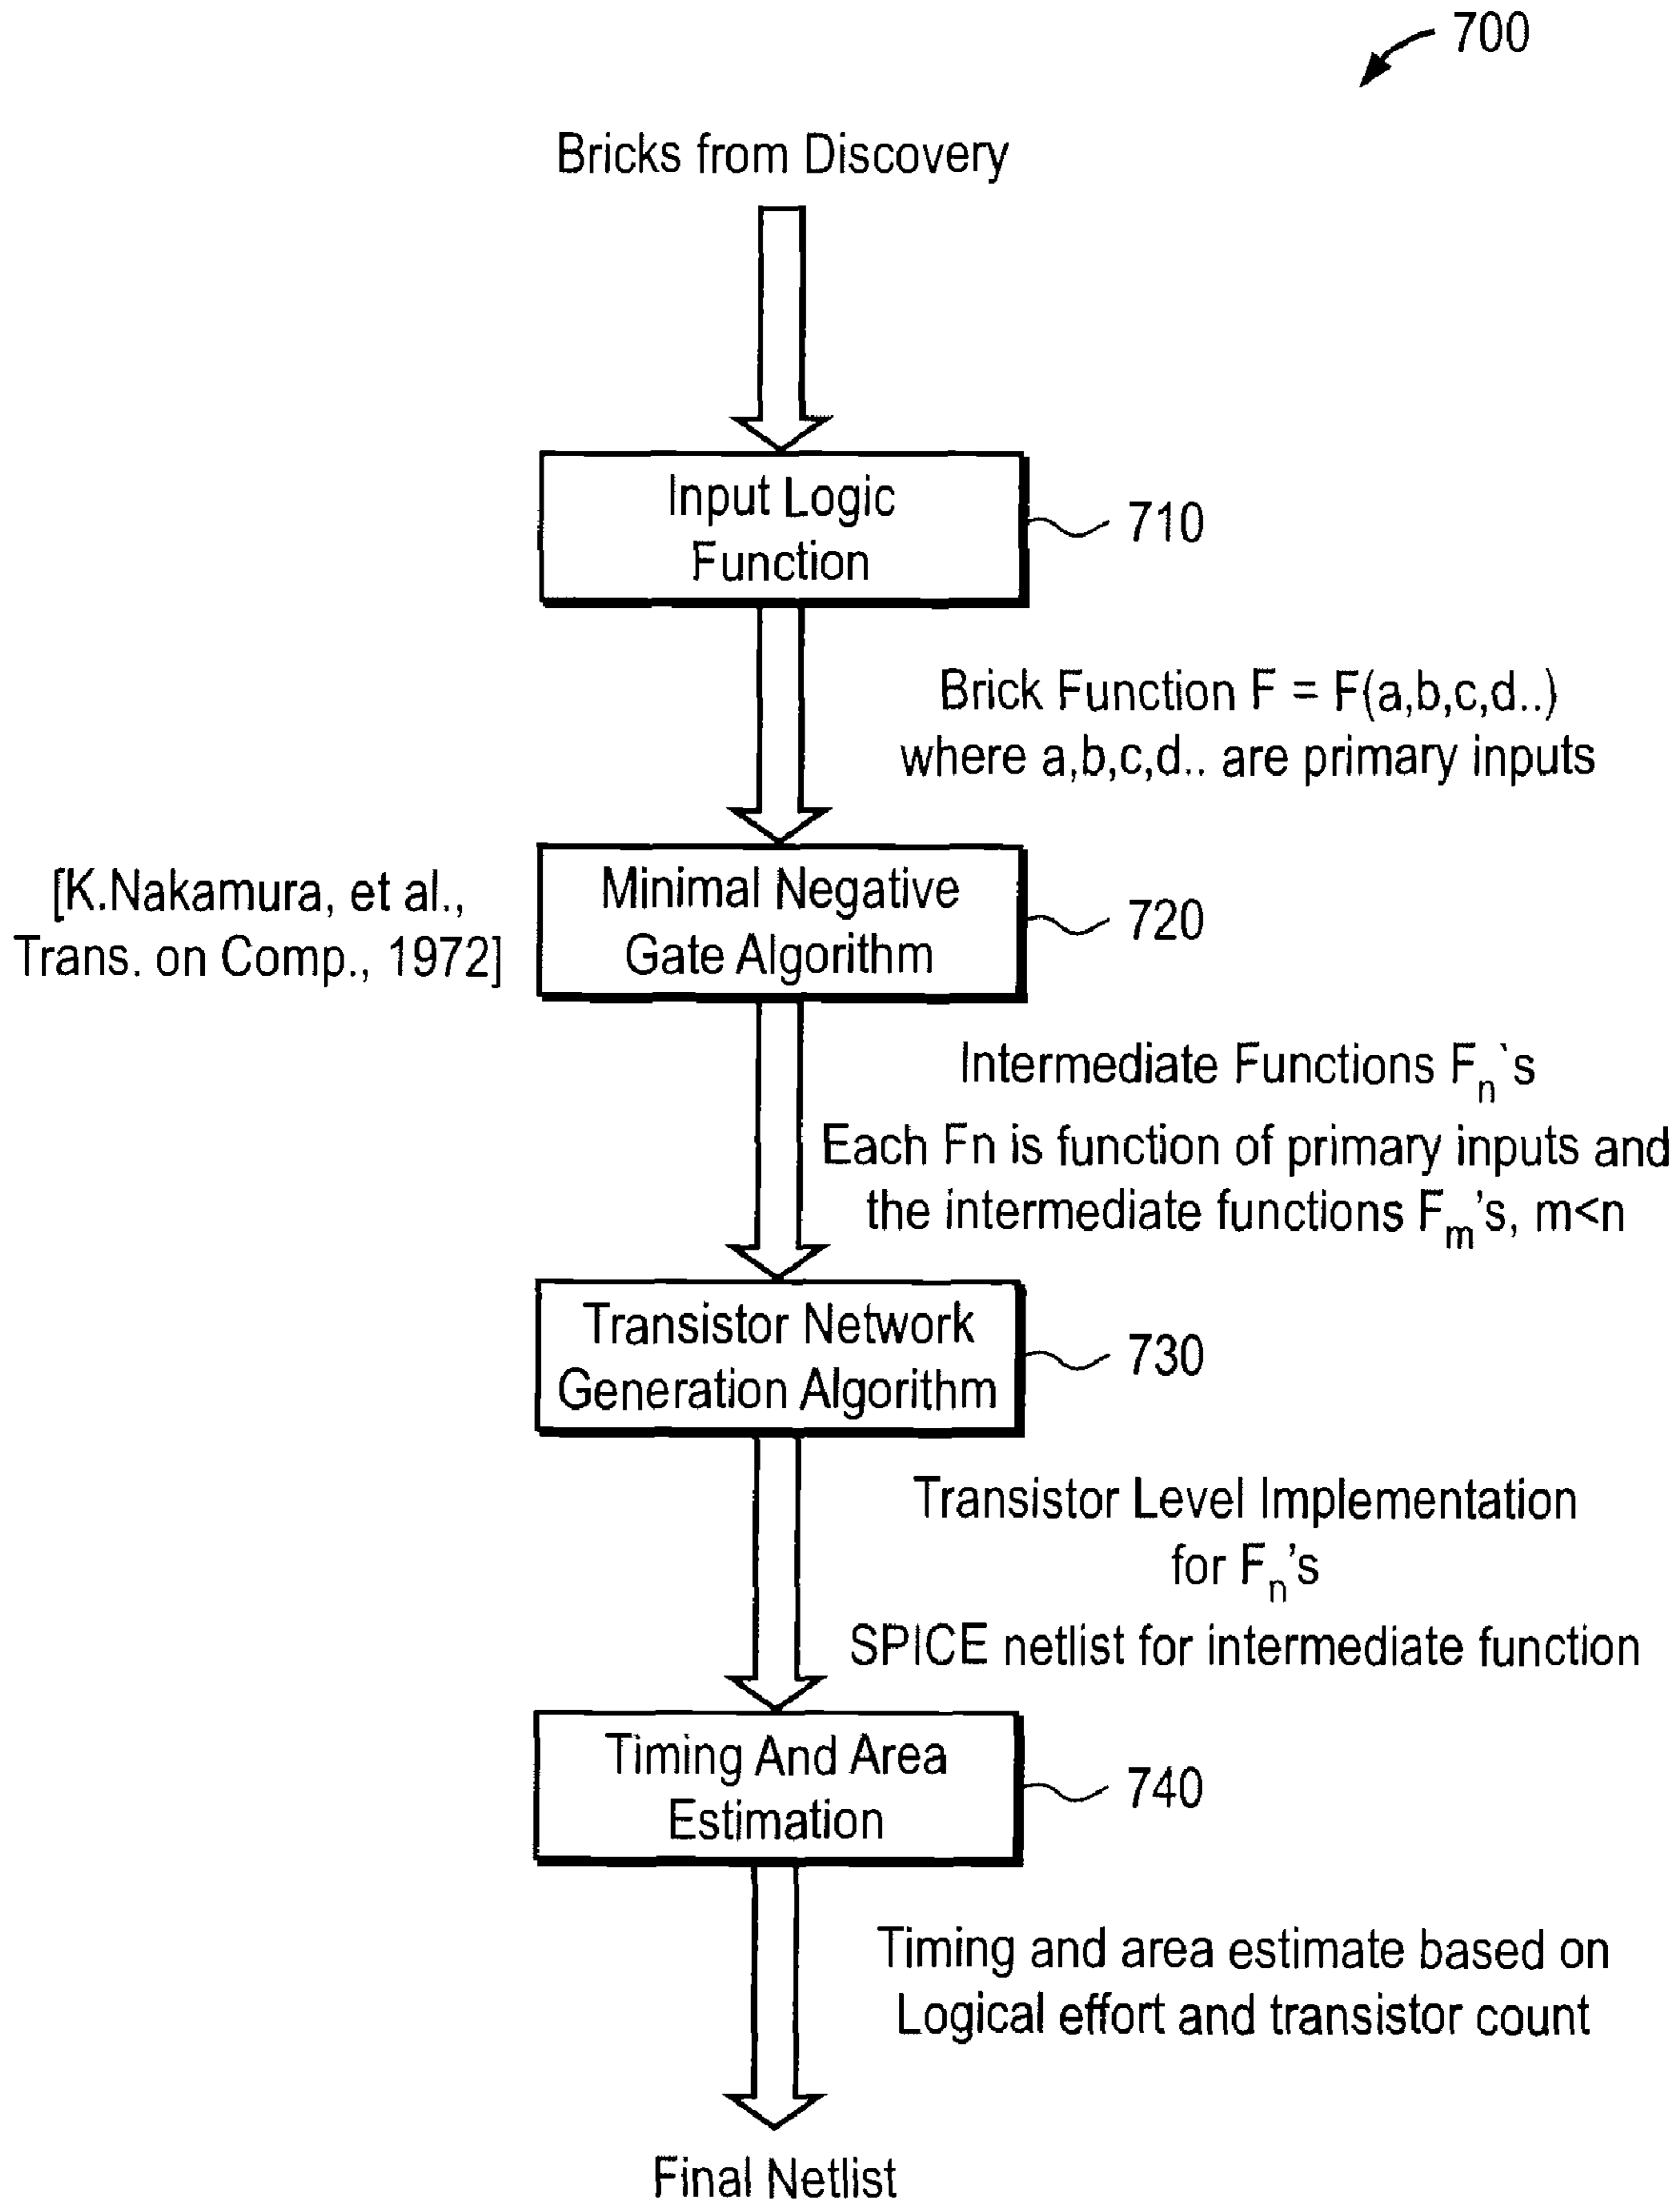 700
Bricks from Discovery
Input Logic
Function
710
Brick Function F = F(a,b,c,d..)
where a,b,c,d.. are primary inputs
[K.Nakamura, et al.,
Trans. on Comp., 1972]
Minimal Negative
Gate Algorithm
720
Intermediate Functions Fn`s
Each Fn is function of primary inputs and
the intermediate functions Fm's, m<n
Transistor Network
Generation Algorithm
730
Transistor Level Implementation
for Fn's
SPICE netlist for intermediate function
Timing And Area
Estimation
740
Timing and area estimate based on
Logical effort and transistor count
Final Netlist